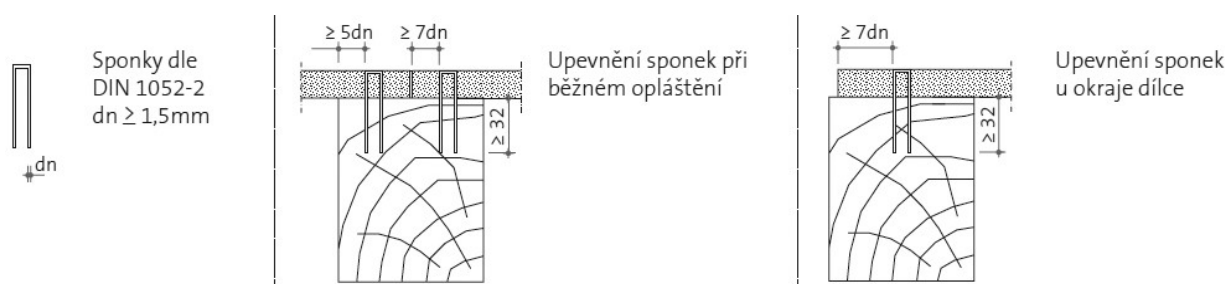 Sponky dle
DIN 1052-2
dn ≥ 1,5mm
dn
≥ 5dn
≥ 7dn
≥ 32
Upevnění sponek při
běžném opláštění
≥ 7dn
≥ 32
Upevnění sponek
u okraje dílce